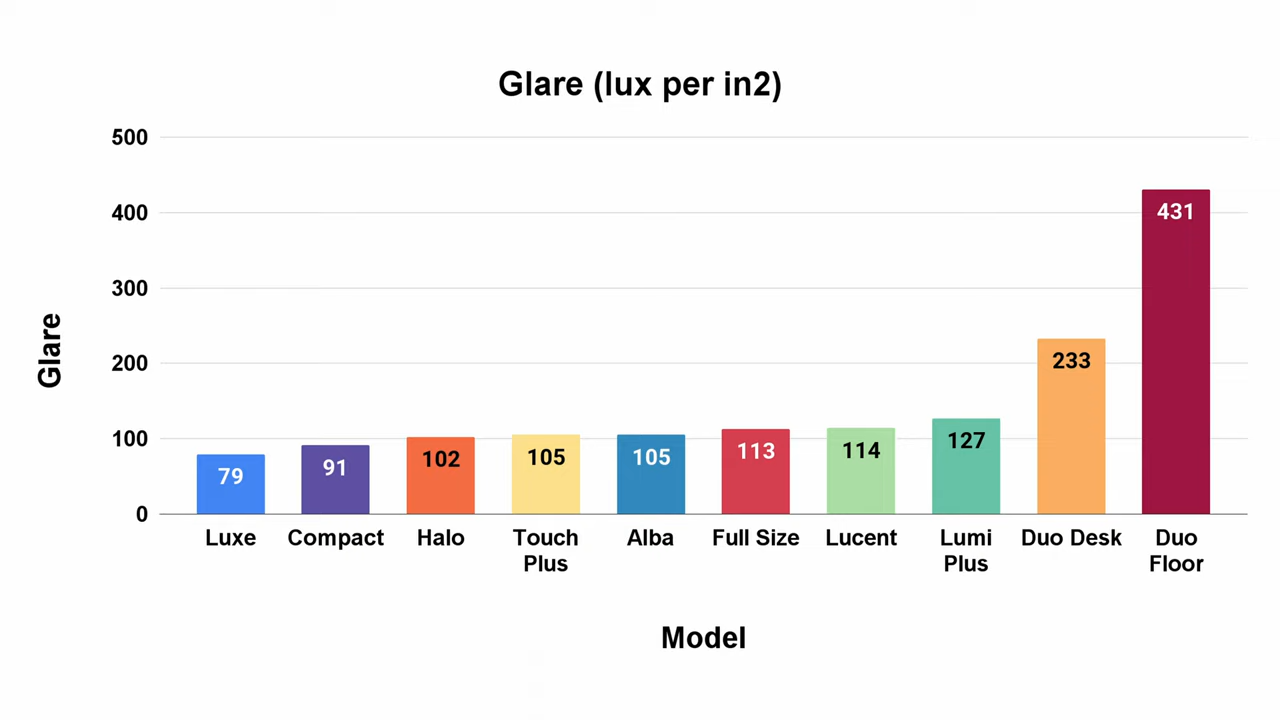 Glare (lux per in2)
500
400
300
200
100
0
Glare
79
91
102
105
105
113
114
127
233
431
Luxe
Compact
Halo
Touch
Plus
Alba
Full Size
Lucent
Lumi
Plus
Duo Desk
Duo
Floor
Model